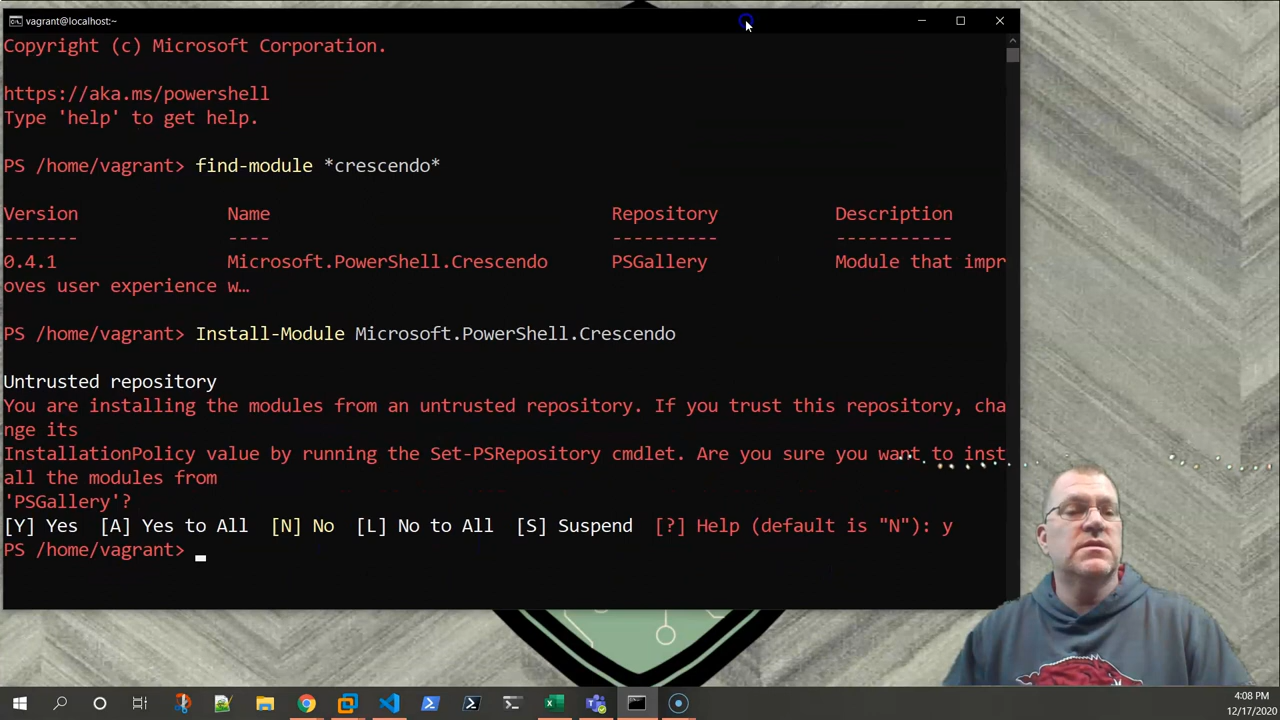 vagrant@localhost:~
Copyright (c) Microsoft Corporation.
https://aka.ms/powershell
Type 'help' to get help.
PS /home/vagrant> find-module *crescendo*
Version Name Repository Description
------- ---- ---------- -----------
0.4.1 Microsoft.PowerShell.Crescendo PSGallery Module that impr
oves user experience w…
PS /home/vagrant> Install-Module Microsoft.PowerShell.Crescendo
Untrusted repository
You are installing the modules from an untrusted repository. If you trust this repository, cha
nge its
InstallationPolicy value by running the Set-PSRepository cmdlet. Are you sure you want to inst
all the modules from
'PSGallery'?
[Y] Yes [A] Yes to All [N] No [L] No to All [S] Suspend [?] Help (default is "N"): y
PS /home/vagrant>
4:08 PM
12/17/2020